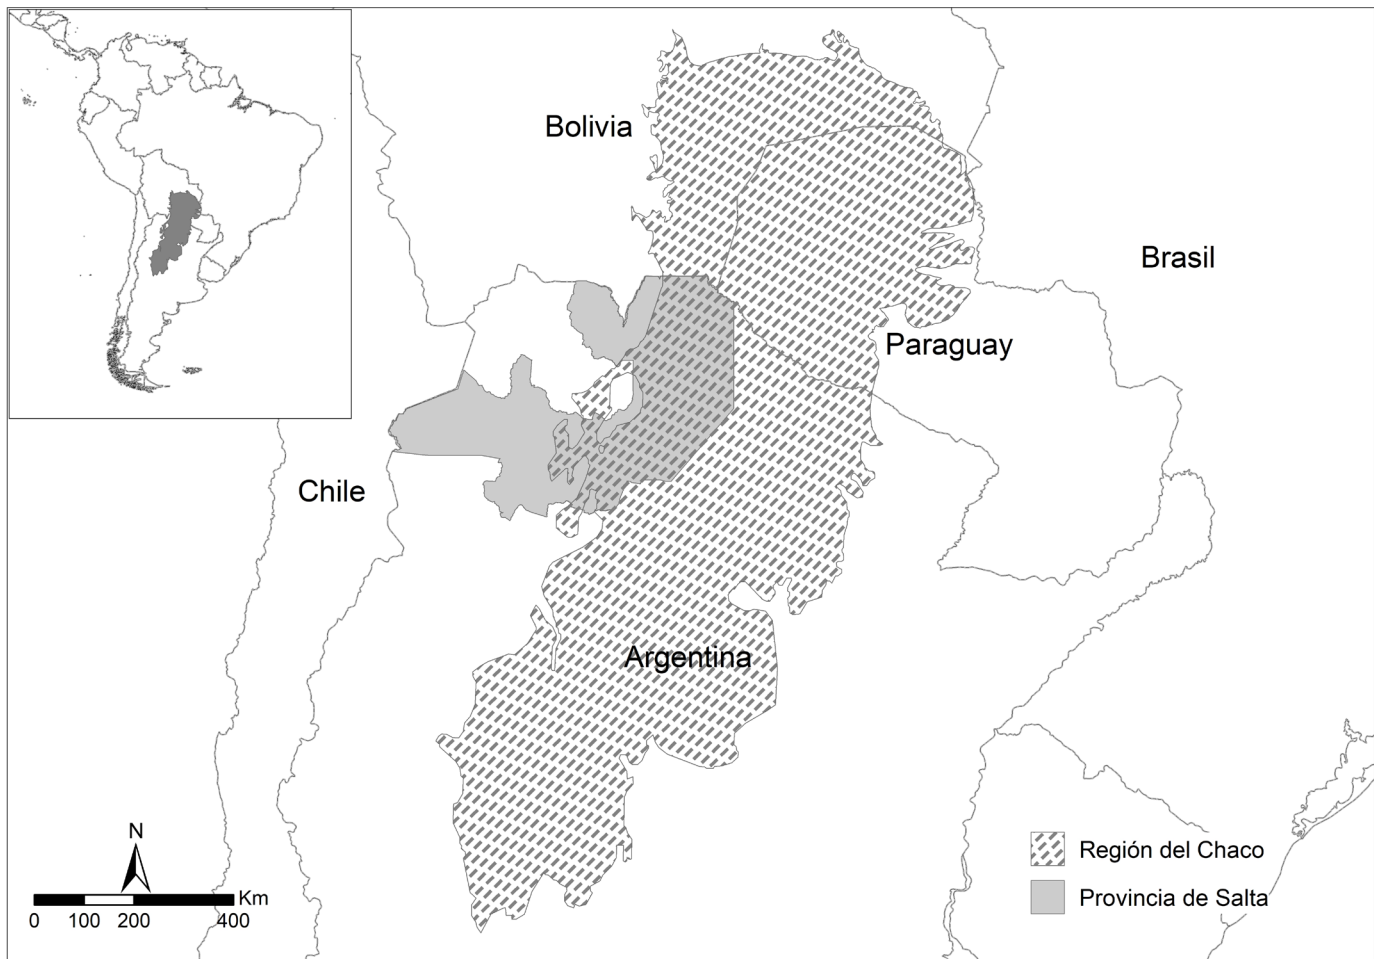 Bolivia
Brasil
Paraguay
Chile
Argentina
N
Km
0 100 200 400
Región del Chaco
Provincia de Salta